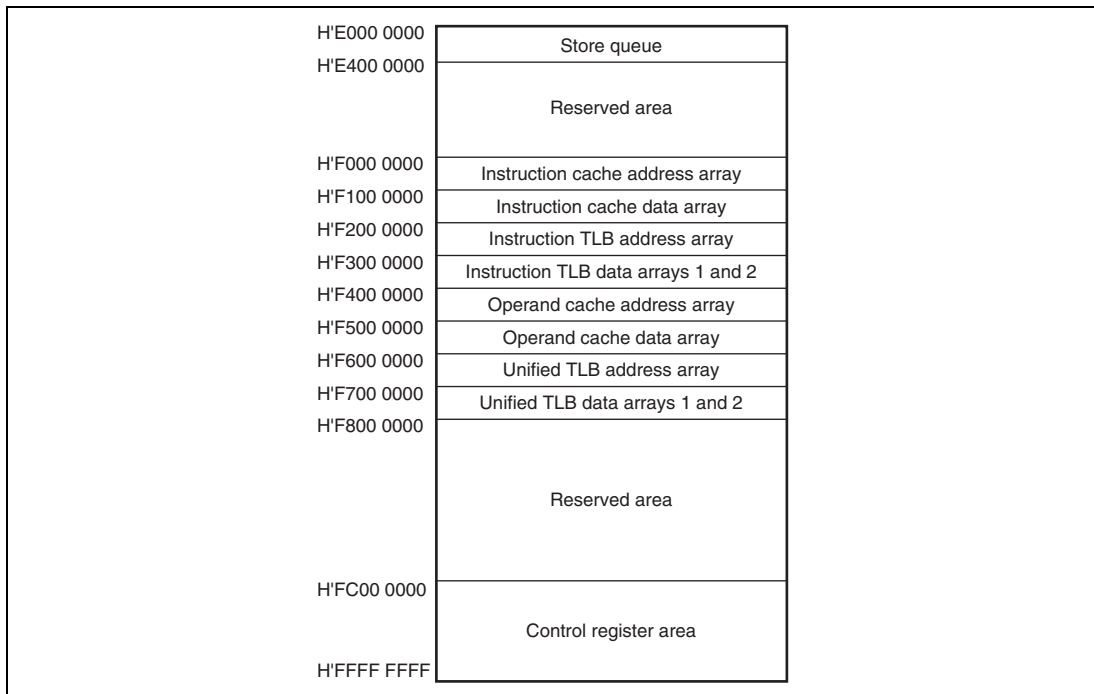 H'E000 0000
Store queue
H'E400 0000
Reserved area
H'F000 0000
Instruction cache address array
H'F100 0000
Instruction cache data array
H'F200 0000
Instruction TLB address array
H'F300 0000
Instruction TLB data arrays 1 and 2
H'F400 0000
Operand cache address array
H'F500 0000
Operand cache data array
H'F600 0000
Unified TLB address array
H'F700 0000
Unified TLB data arrays 1 and 2
H'F800 0000
Reserved area
H'FC00 0000
Control register area
H'FFFF FFFF